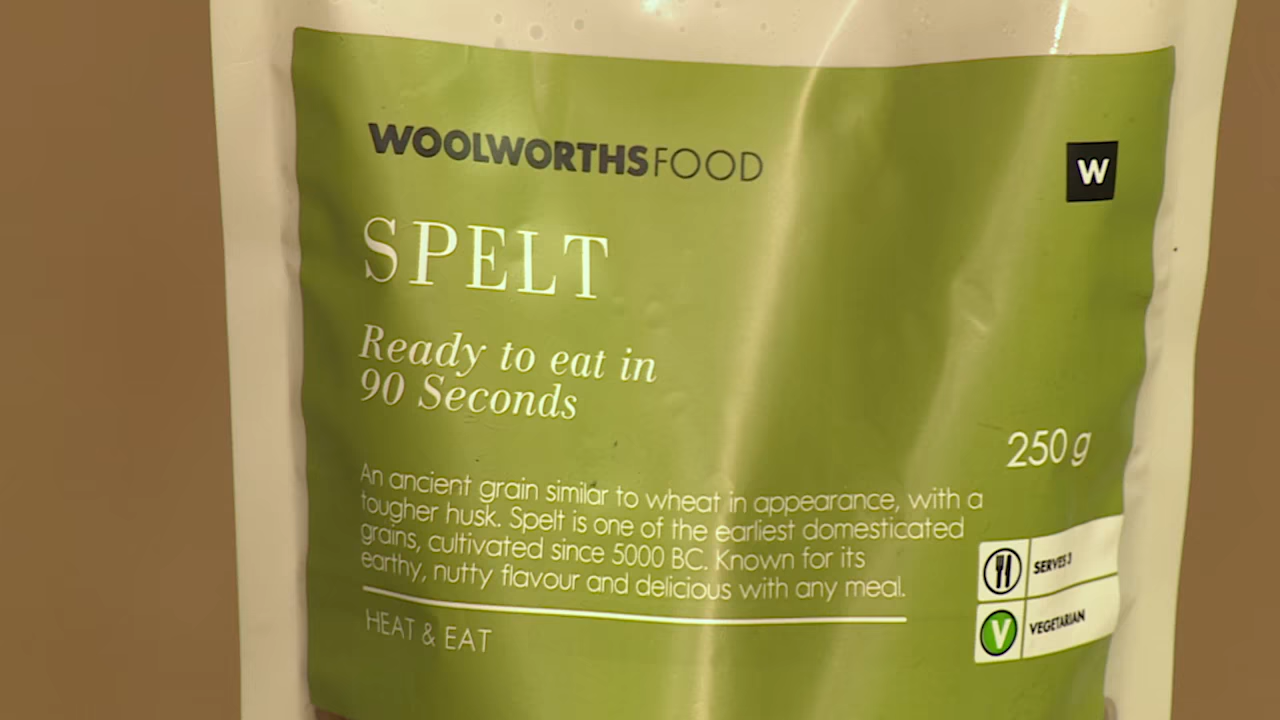 WOOLWORTHSFOOD
W
SPELT
Ready to eat in
90 Seconds
250 g
An ancient grain similar to wheat in appearance, with a
tougher husk. Spelt is one of the earliest domesticated
grains, cultivated since 5000 BC. Known for its
earthy, nutty flavour and delicious with any meal.
SERVES 3
V VEGETARIAN
HEAT & EAT